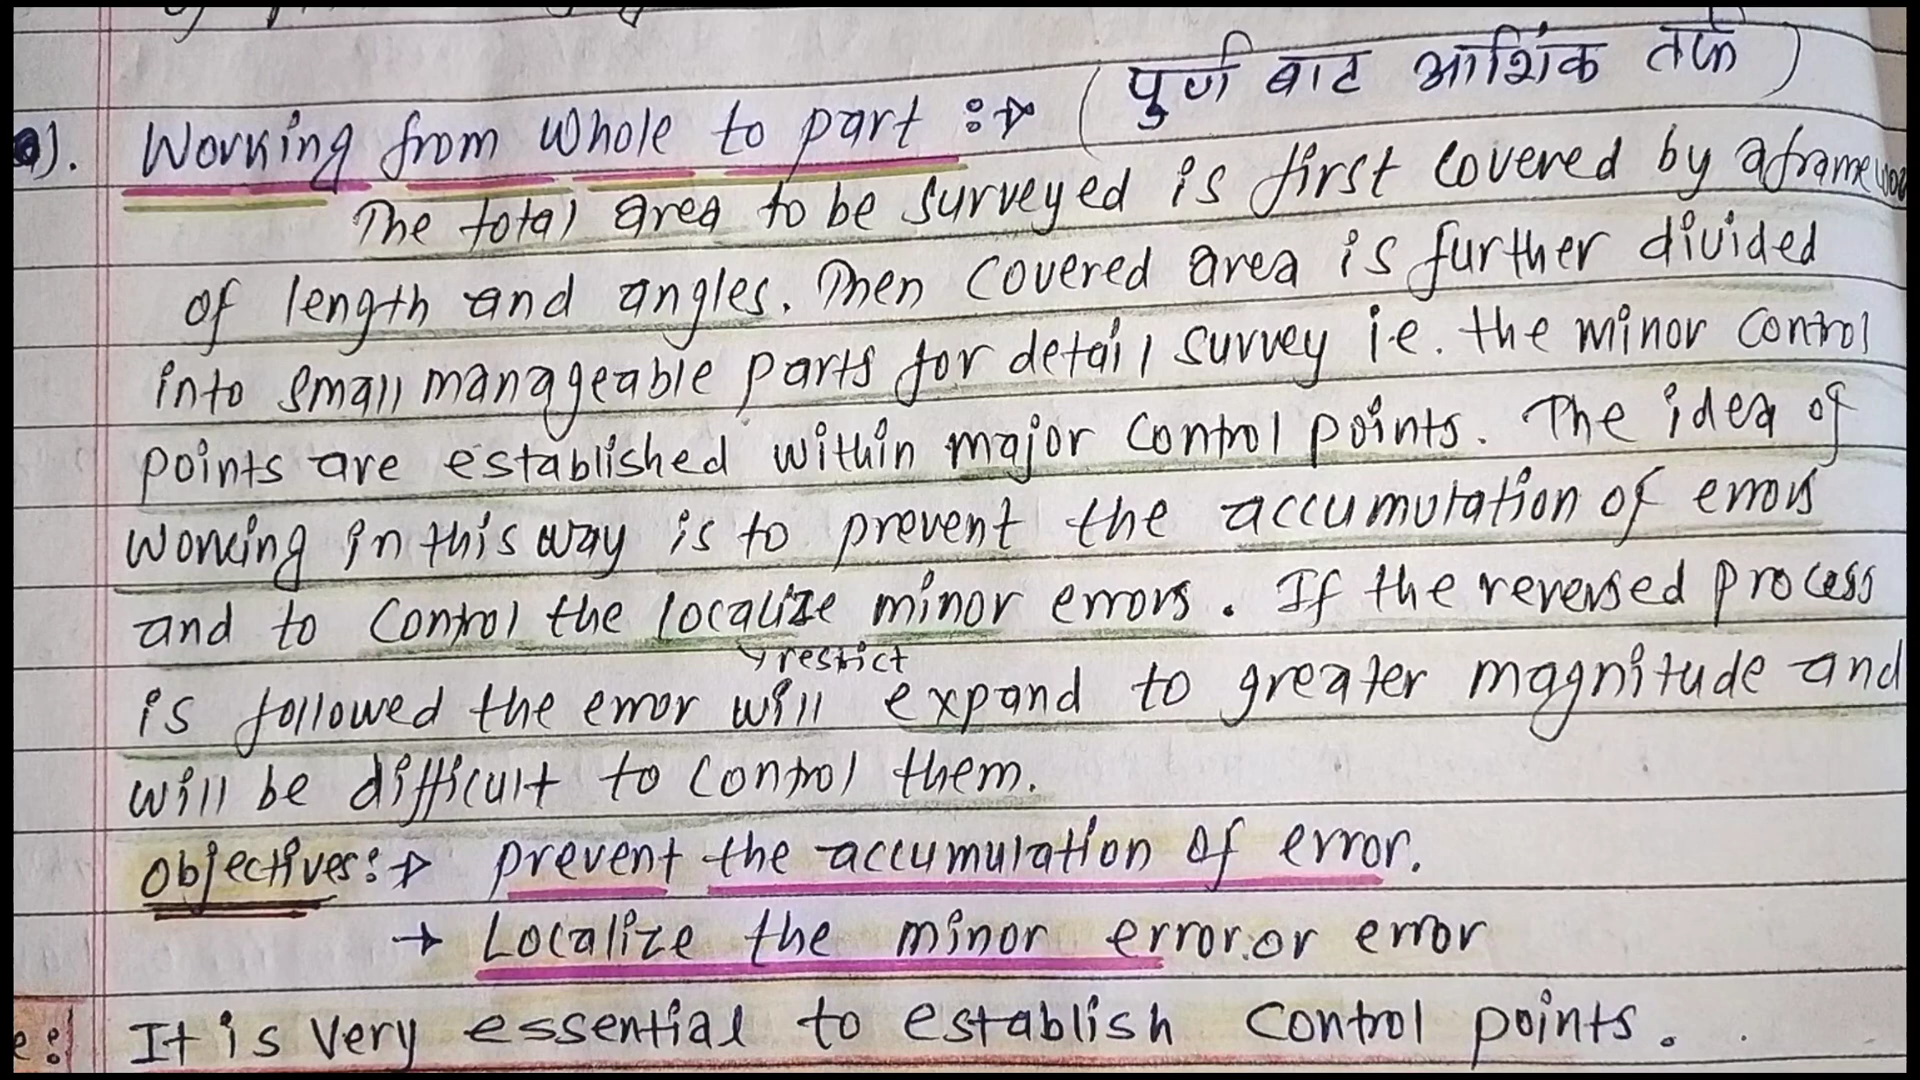 (पुर्ण बाट आशिंक तर्फ)
a). Working from whole to part :→
The total area to be surveyed is first covered by a framewo
of length and angles. Then covered area is further divided
into small manageable parts for detail survey i.e. the minor control
points are established within major control points. The idea of
working in this way is to prevent the accumulation of errors
and to control the localize minor errors. If the reversed process
→ restrict
is followed the error will expand to greater magnitude and
will be difficult to control them.
objectives:→ prevent the accumulation of error.
→ Localize the minor error.or error
e: It is very essential to establish control points.